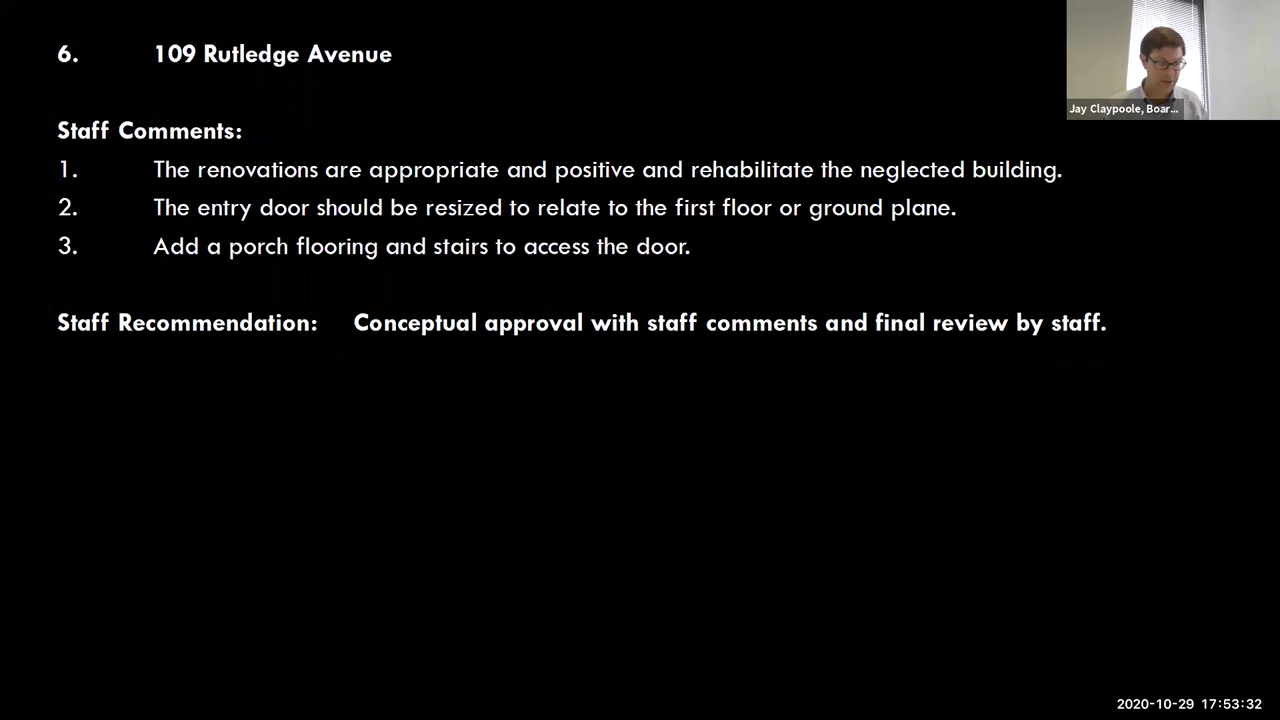 6. 109 Rutledge Avenue
Jay Claypoole, Boar...
Staff Comments:
1. The renovations are appropriate and positive and rehabilitate the neglected building.
2. The entry door should be resized to relate to the first floor or ground plane.
3. Add a porch flooring and stairs to access the door.
Staff Recommendation: Conceptual approval with staff comments and final review by staff.
2020-10-29 17:53:32